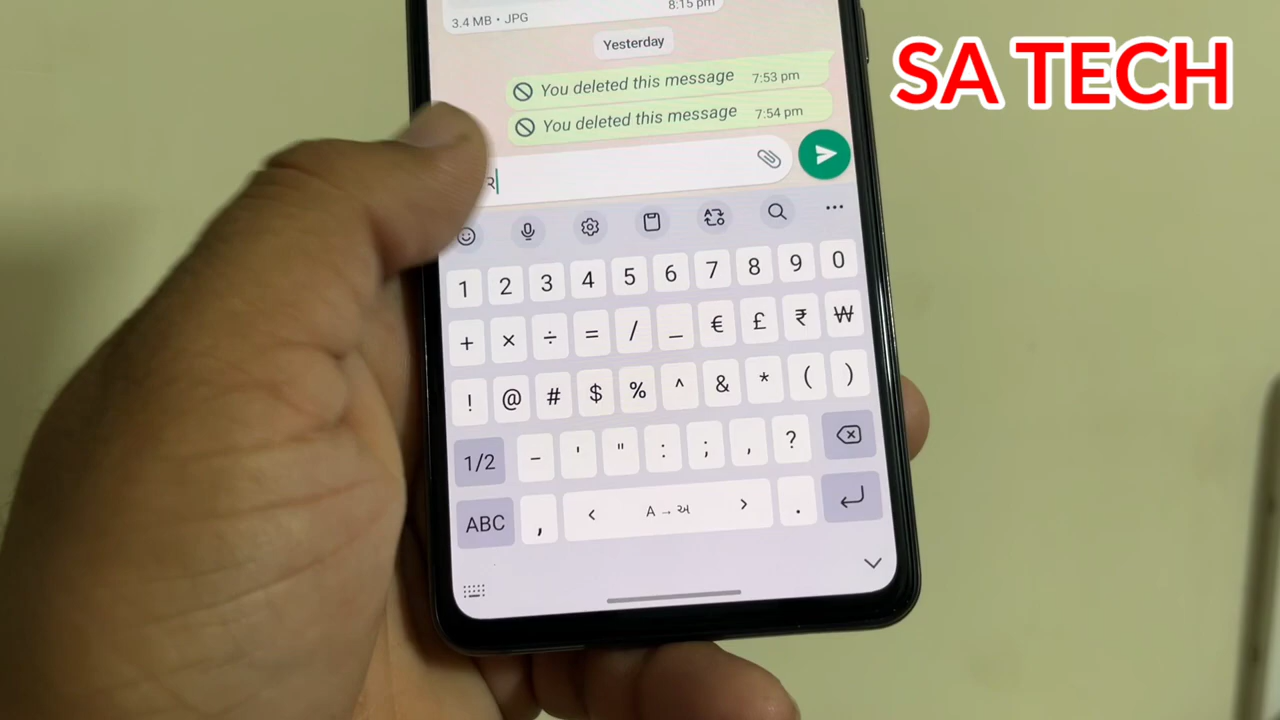 8:15 pm
3.4 MB • JPG
SA TECH
Yesterday
You deleted this message 7:53 pm
You deleted this message 7:54 pm
1 2 3 4 5 6 7 8 9 0
+ × ÷ = / _ € £ ₹ ₩
! @ # $ % ^ & * ( )
1/2 - ' " : ; , ?
ABC , < A → અ > .